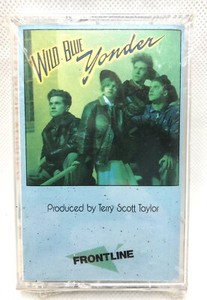 Wild Blue
Yonder
Produced by Terry Scott Taylor
FRONTLINE